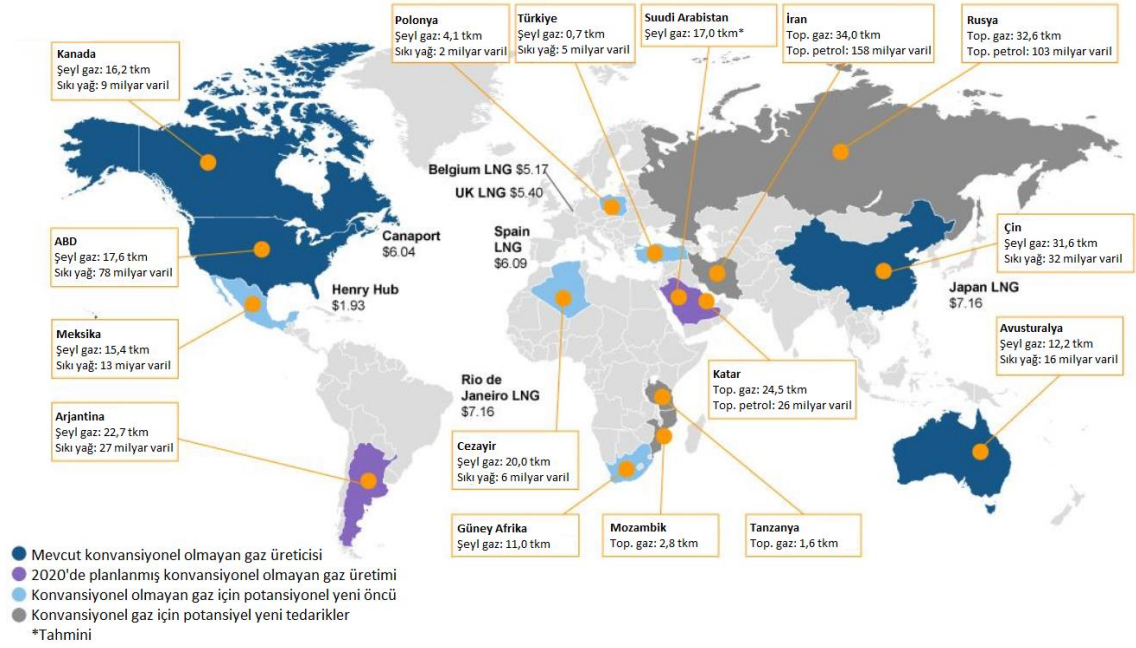 Polonya
Şeyl gaz: 4,1 tkm
Sıkı yağ: 2 milyar varil
Türkiye
Şeyl gaz: 0,7 tkm
Sıkı yağ: 5 milyar varil
Suudi Arabistan
Şeyl gaz: 17,0 tkm*
İran
Top. gaz: 34,0 tkm
Top. petrol: 158 milyar varil
Rusya
Top. gaz: 32,6 tkm
Top. petrol: 103 milyar varil
Kanada
Şeyl gaz: 16,2 tkm
Sıkı yağ: 9 milyar varil
Belgium LNG $5.17
UK LNG $5.40
ABD
Şeyl gaz: 17,6 tkm
Sıkı yağ: 78 milyar varil
Canaport
$6.04
Spain
LNG
$6.09
Çin
Şeyl gaz: 31,6 tkm
Sıkı yağ: 32 milyar varil
Henry Hub
$1.93
Japan LNG
$7.16
Meksika
Şeyl gaz: 15,4 tkm
Sıkı yağ: 13 miyar varil
Avusturalya
Şeyl gaz: 12,2 tkm
Sıkı yağ: 16 milyar varil
Katar
Top. gaz: 24,5 tkm
Top. petrol: 26 milyar varil
Rio de
Janeiro LNG
$7.16
Arjantina
Şeyl gaz: 22,7 tkm
Sıkı yağ: 27 milyar varil
Cezayir
Şeyl gaz: 20,0 tkm
Sıkı yağ: 6 milyar varil
Güney Afrika
Şeyl gaz: 11,0 tkm
Mozambik
Top. gaz: 2,8 tkm
Tanzanya
Top. gaz: 1,6 tkm
Mevcut konvansiyonel olmayan gaz üreticisi
2020'de planlanmış konvansiyonel olmayan gaz üretimi
Konvansiyonel olmayan gaz için potansiyonel yeni öncü
Konvansiyonel gaz için potansiyel yeni tedarikler
*Tahmini